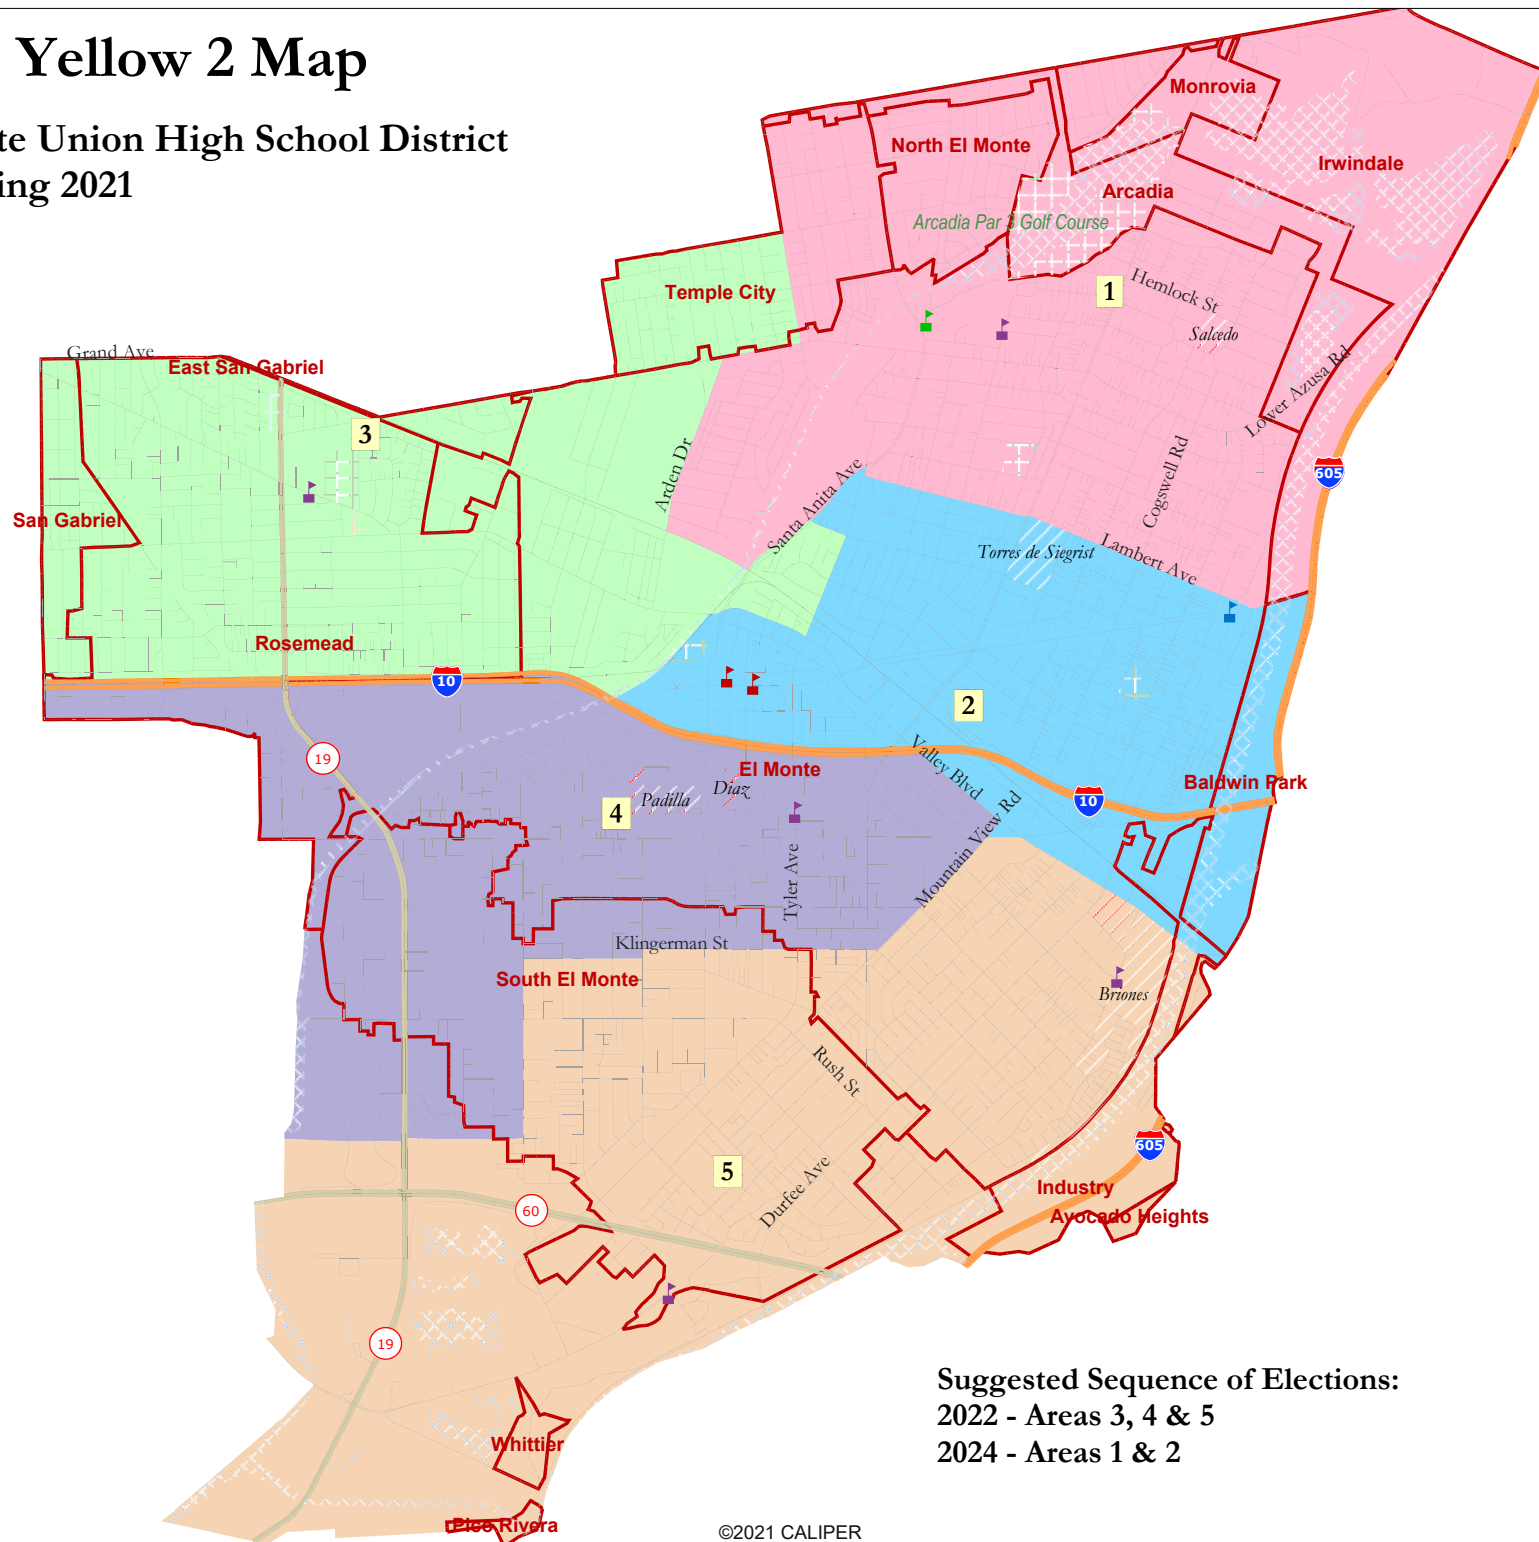 Yellow 2 Map
te Union High School District
ing 2021
Monrovia
North El Monte
Irwindale
Arcadia
Arcadia Par 3 Golf Course
Temple City
1
Hemlock St
Salcedo
Grand Ave
East San Gabriel
Lower Azusa Rd
3
Arden Dr
Santa Anita Ave
Cogswell Rd
605
San Gabriel
Torres de Siegrist
Lambert Ave
Rosemead
10
2
19
Valley Blvd
El Monte
Baldwin Park
4
Padilla
Diaz
10
Mountain View Rd
Tyler Ave
Klingerman St
South El Monte
Briones
Rush St
605
5
Durfee Ave
Industry
Avocado Heights
60
19
Suggested Sequence of Elections:
2022 - Areas 3, 4 & 5
2024 - Areas 1 & 2
Whittier
Pico Rivera
©2021 CALIPER